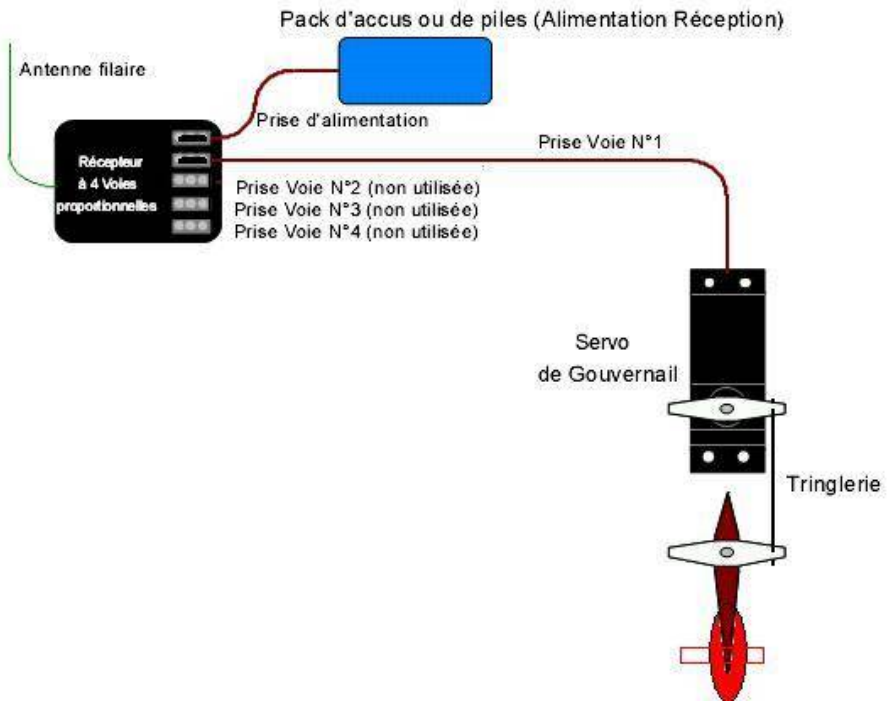 Pack d'accus ou de piles (Alimentation Réception)
Antenne filaire
Prise d'alimentation
Prise Voie N°1
Récepteur
à 4 Voies
proportionnelles
Prise Voie N°2 (non utilisée)
Prise Voie N°3 (non utilisée)
Prise Voie N°4 (non utilisée)
Servo
de Gouvernail
Tringlerie